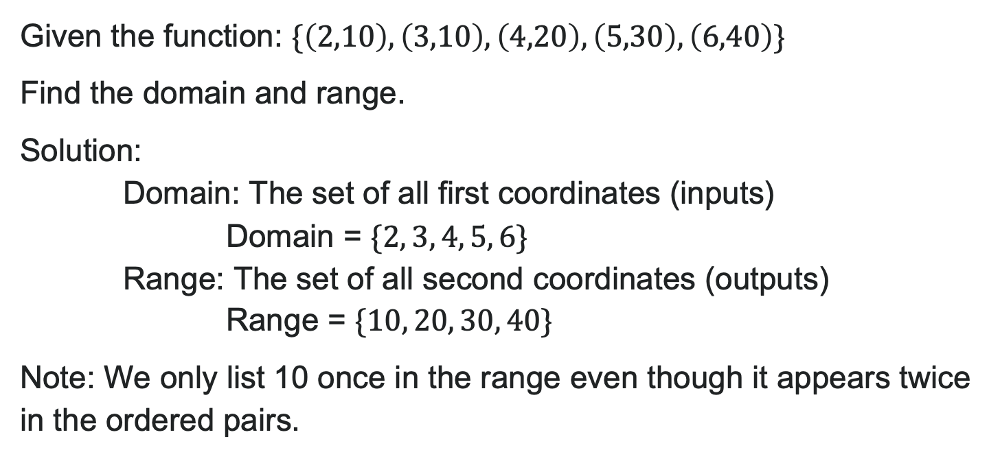 Given the function: {(2,10), (3,10), (4,20), (5,30), (6,40)}
Find the domain and range.
Solution:
Domain: The set of all first coordinates (inputs)
Domain = {2, 3, 4, 5, 6}
Range: The set of all second coordinates (outputs)
Range = {10, 20, 30, 40}
Note: We only list 10 once in the range even though it appears twice
in the ordered pairs.